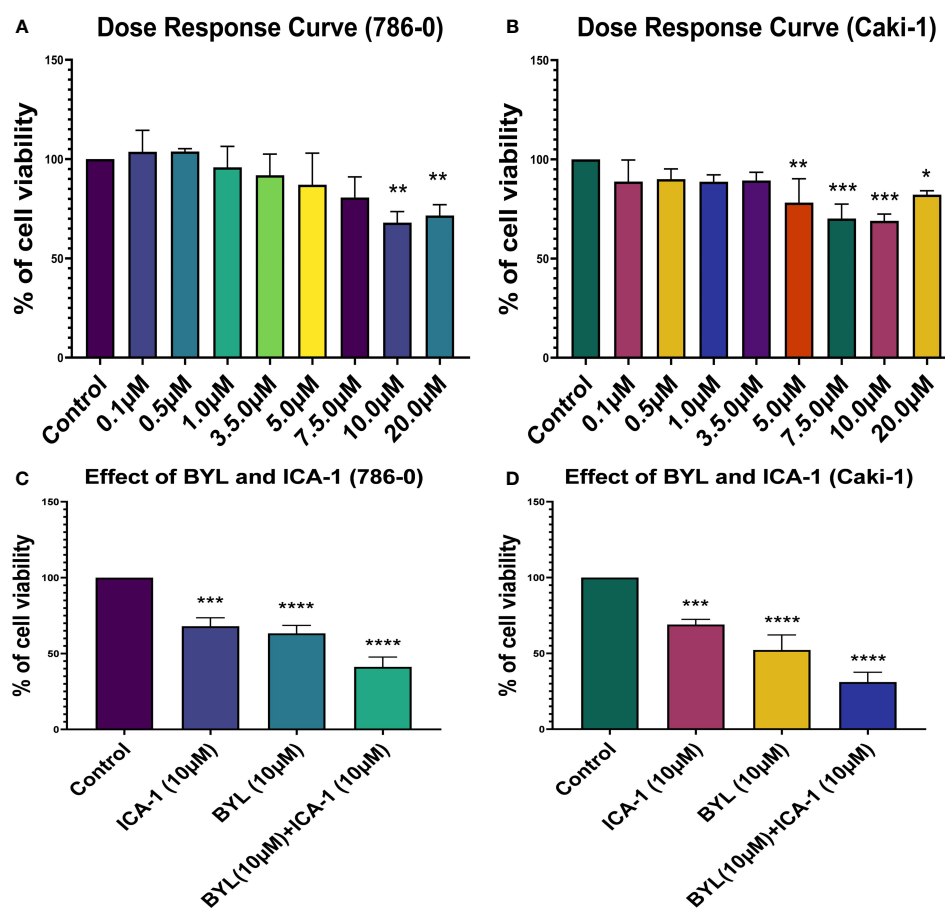 A Dose Response Curve (786-0)
% of cell viability
150
100
50
0
** **
Control 0.1µM 0.5µM 1.0µM 3.5.0µM 5.0µM 7.5.0µM 10.0µM 20.0µM
B Dose Response Curve (Caki-1)
% of cell viability
150
100
50
0
** *** *** *
Control 0.1µM 0.5µM 1.0µM 3.5.0µM 5.0µM 7.5.0µM 10.0µM 20.0µM
C Effect of BYL and ICA-1 (786-0)
% of cell viability
150
100
50
0
*** **** ****
Control ICA-1 (10µM) BYL (10µM) BYL(10µM)+ICA-1 (10µM)
D Effect of BYL and ICA-1 (Caki-1)
% of cell viability
150
100
50
0
*** **** ****
Control ICA-1 (10µM) BYL (10µM) BYL(10µM)+ICA-1 (10µM)